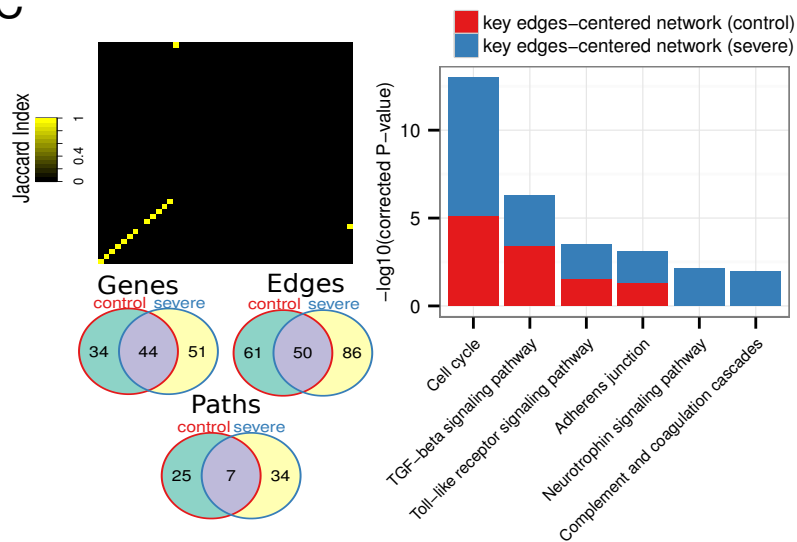 C
key edges−centered network (control)
key edges−centered network (severe)
Jaccard Index
0 0.4 1
−log10(corrected P−value)
10
5
0
Genes
control severe
34 44 51
Edges
control severe
61 50 86
Paths
control severe
25 7 34
Cell cycle
TGF−beta signaling pathway
Toll−like receptor signaling pathway
Adherens junction
Neurotrophin signaling pathway
Complement and coagulation cascades